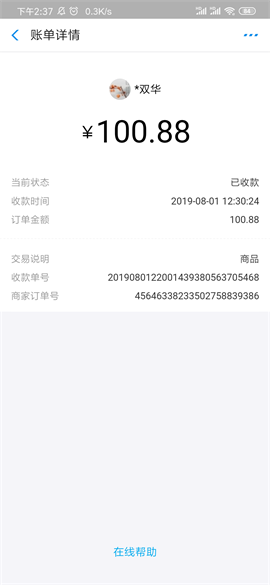 下午2:37 0.3K/s 94
账单详情
*双华
¥100.88
当前状态 已收款
收款时间 2019-08-01 12:30:24
订单金额 100.88
交易说明 商品
收款单号 2019080122001439380563705468
商家订单号 45646338233502758839386
在线帮助